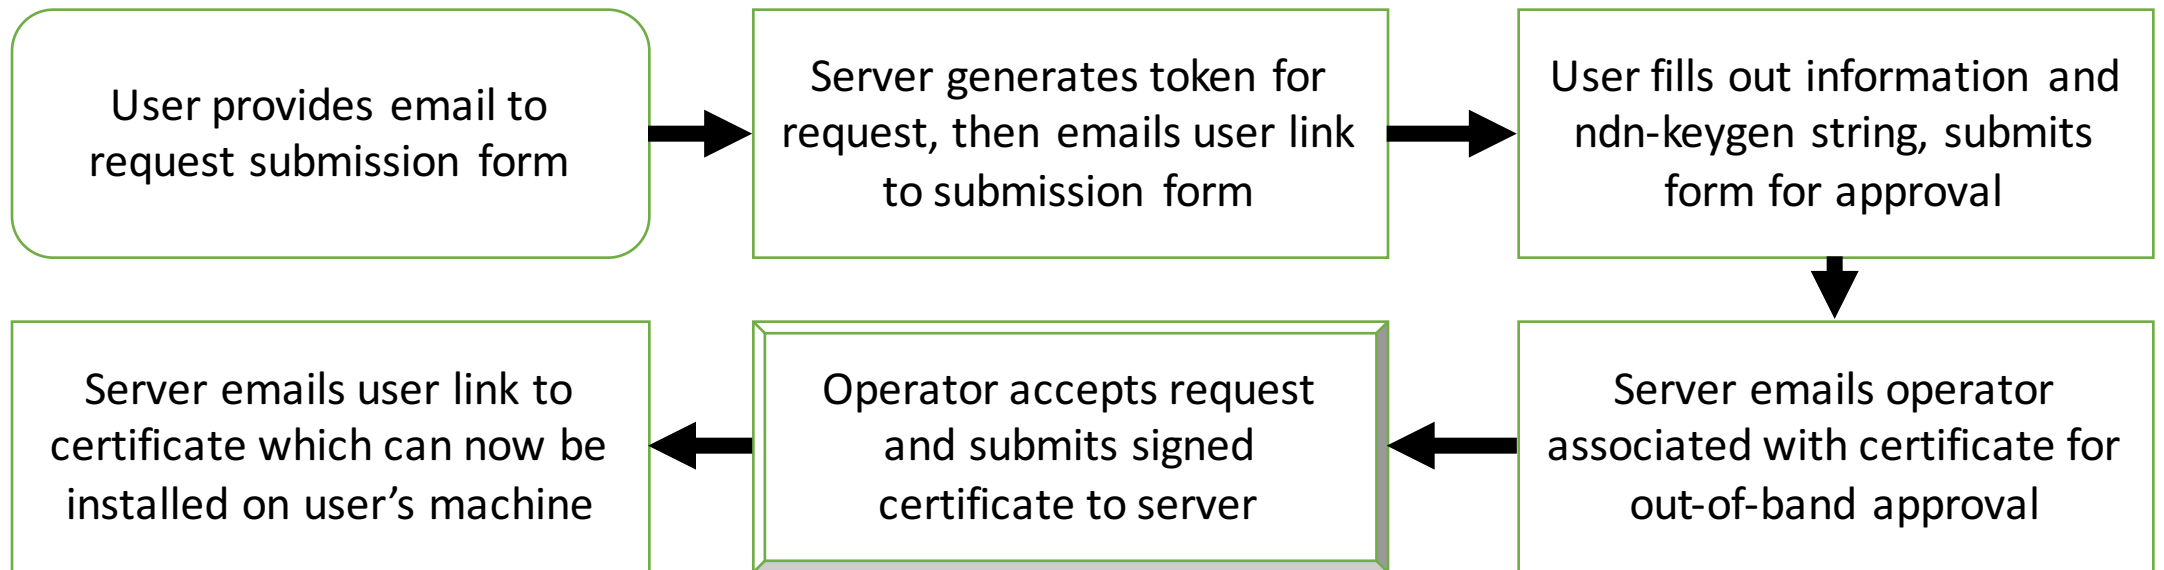 User provides email to
request submission form
Server generates token for
request, then emails user link
to submission form
User fills out information and
ndn-keygen string, submits
form for approval
Server emails operator
associated with certificate for
out-of-band approval
Operator accepts request
and submits signed
certificate to server
Server emails user link to
certificate which can now be
installed on user’s machine